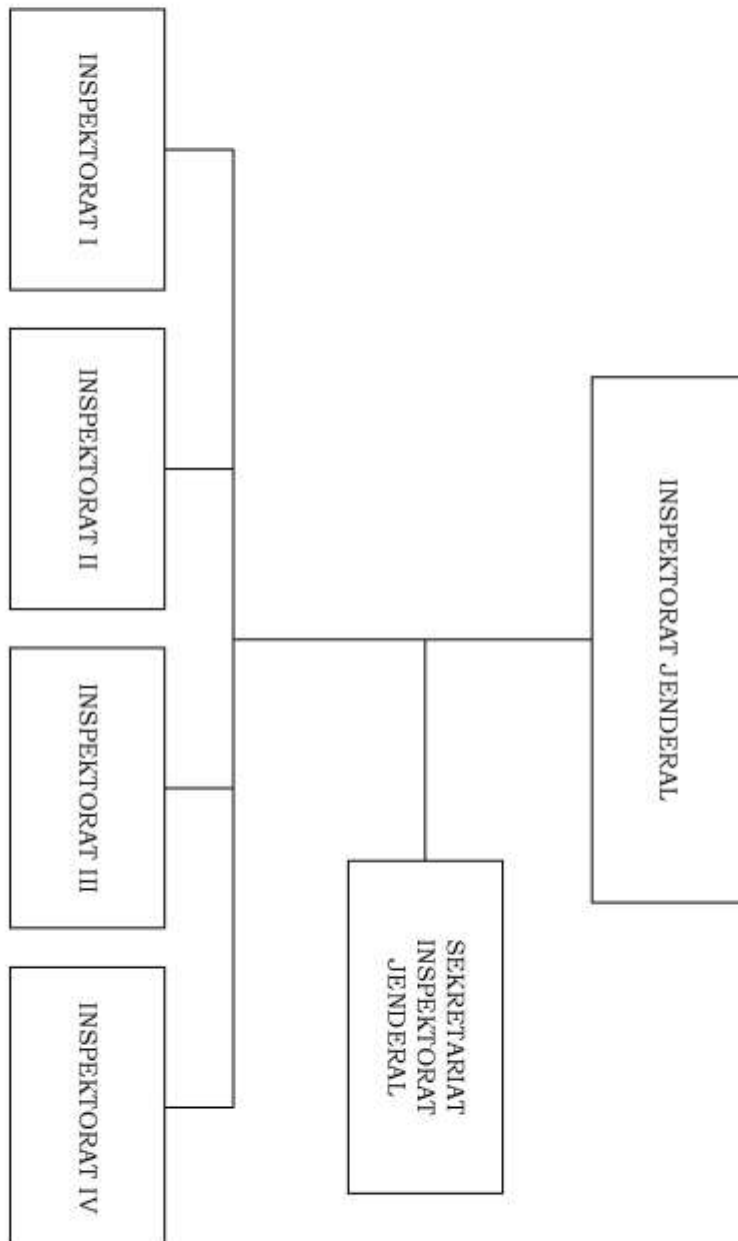 INSPEKTORAT JENDERAL
SEKRETARIAT
INSPEKTORAT
JENDERAL
INSPEKTORAT I
INSPEKTORAT II
INSPEKTORAT III
INSPEKTORAT IV